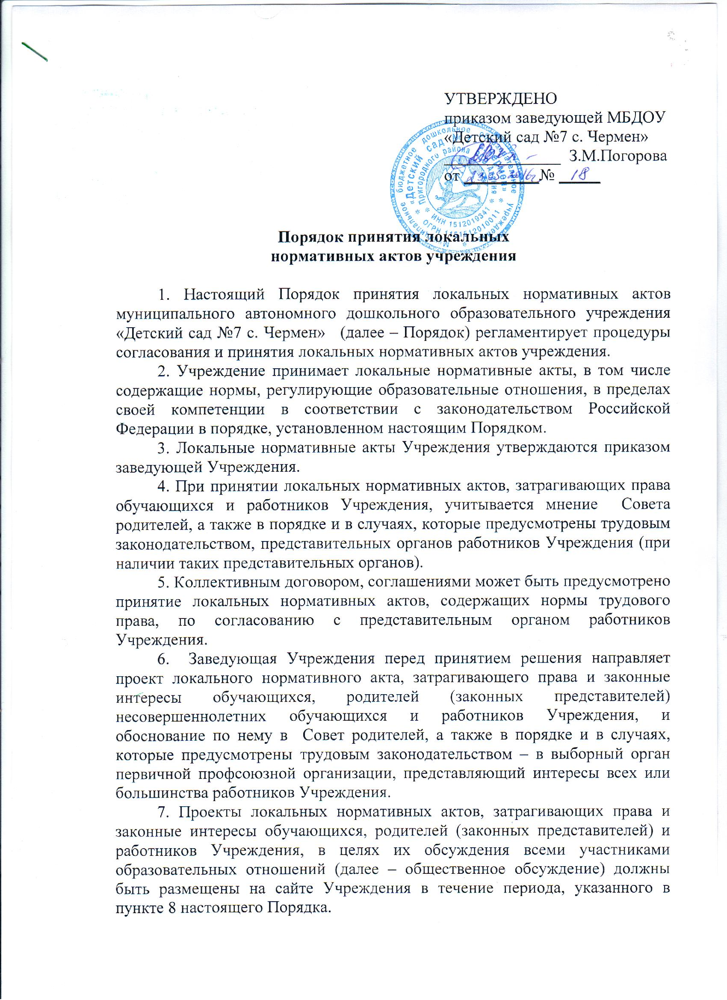 УТВЕРЖДЕНО
приказом заведующей МБДОУ
«Детский сад №7 с. Чермен»
З.М.Погорова
от 23.05.2016г. № 18
муниципальное бюджетное дошкольное образовательное учреждение
«Детский сад №7 с. Чермен»
Пригородного района РСО-Алания
ИНН 1512019341
ОГРН 1151512010011
Порядок принятия локальных
нормативных актов учреждения
1. Настоящий Порядок принятия локальных нормативных актов
муниципального автономного дошкольного образовательного учреждения
«Детский сад №7 с. Чермен» (далее – Порядок) регламентирует процедуры
согласования и принятия локальных нормативных актов учреждения.
2. Учреждение принимает локальные нормативные акты, в том числе
содержащие нормы, регулирующие образовательные отношения, в пределах
своей компетенции в соответствии с законодательством Российской
Федерации в порядке, установленном настоящим Порядком.
3. Локальные нормативные акты Учреждения утверждаются приказом
заведующей Учреждения.
4. При принятии локальных нормативных актов, затрагивающих права
обучающихся и работников Учреждения, учитывается мнение Совета
родителей, а также в порядке и в случаях, которые предусмотрены трудовым
законодательством, представительных органов работников Учреждения (при
наличии таких представительных органов).
5. Коллективным договором, соглашениями может быть предусмотрено
принятие локальных нормативных актов, содержащих нормы трудового
права, по согласованию с представительным органом работников
Учреждения.
6. Заведующая Учреждения перед принятием решения направляет
проект локального нормативного акта, затрагивающего права и законные
интересы обучающихся, родителей (законных представителей)
несовершеннолетних обучающихся и работников Учреждения, и
обоснование по нему в Совет родителей, а также в порядке и в случаях,
которые предусмотрены трудовым законодательством – в выборный орган
первичной профсоюзной организации, представляющий интересы всех или
большинства работников Учреждения.
7. Проекты локальных нормативных актов, затрагивающих права и
законные интересы обучающихся, родителей (законных представителей) и
работников Учреждения, в целях их обсуждения всеми участниками
образовательных отношений (далее – общественное обсуждение) должны
быть размещены на сайте Учреждения в течение периода, указанного в
пункте 8 настоящего Порядка.